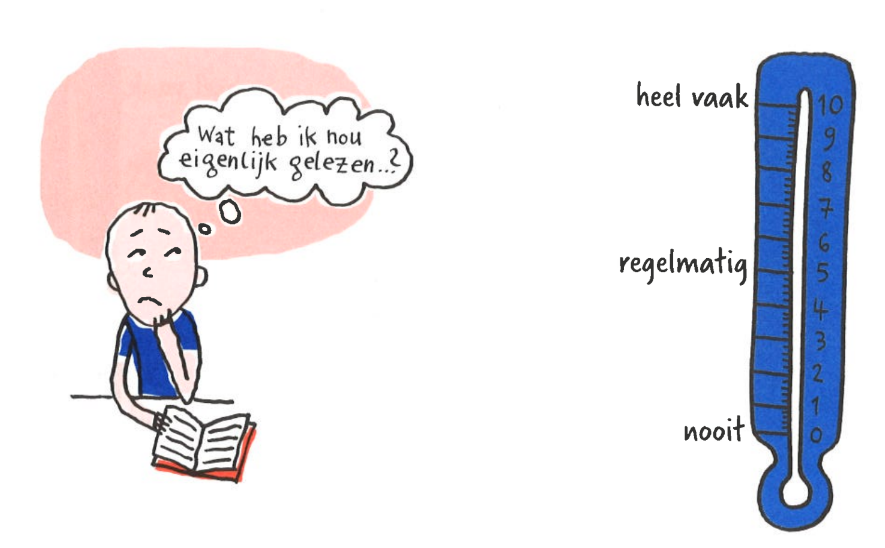 Wat heb ik nou
eigenlijk gelezen...?
heel vaak
regelmatig
nooit
10
9
8
7
6
5
4
3
2
1
0